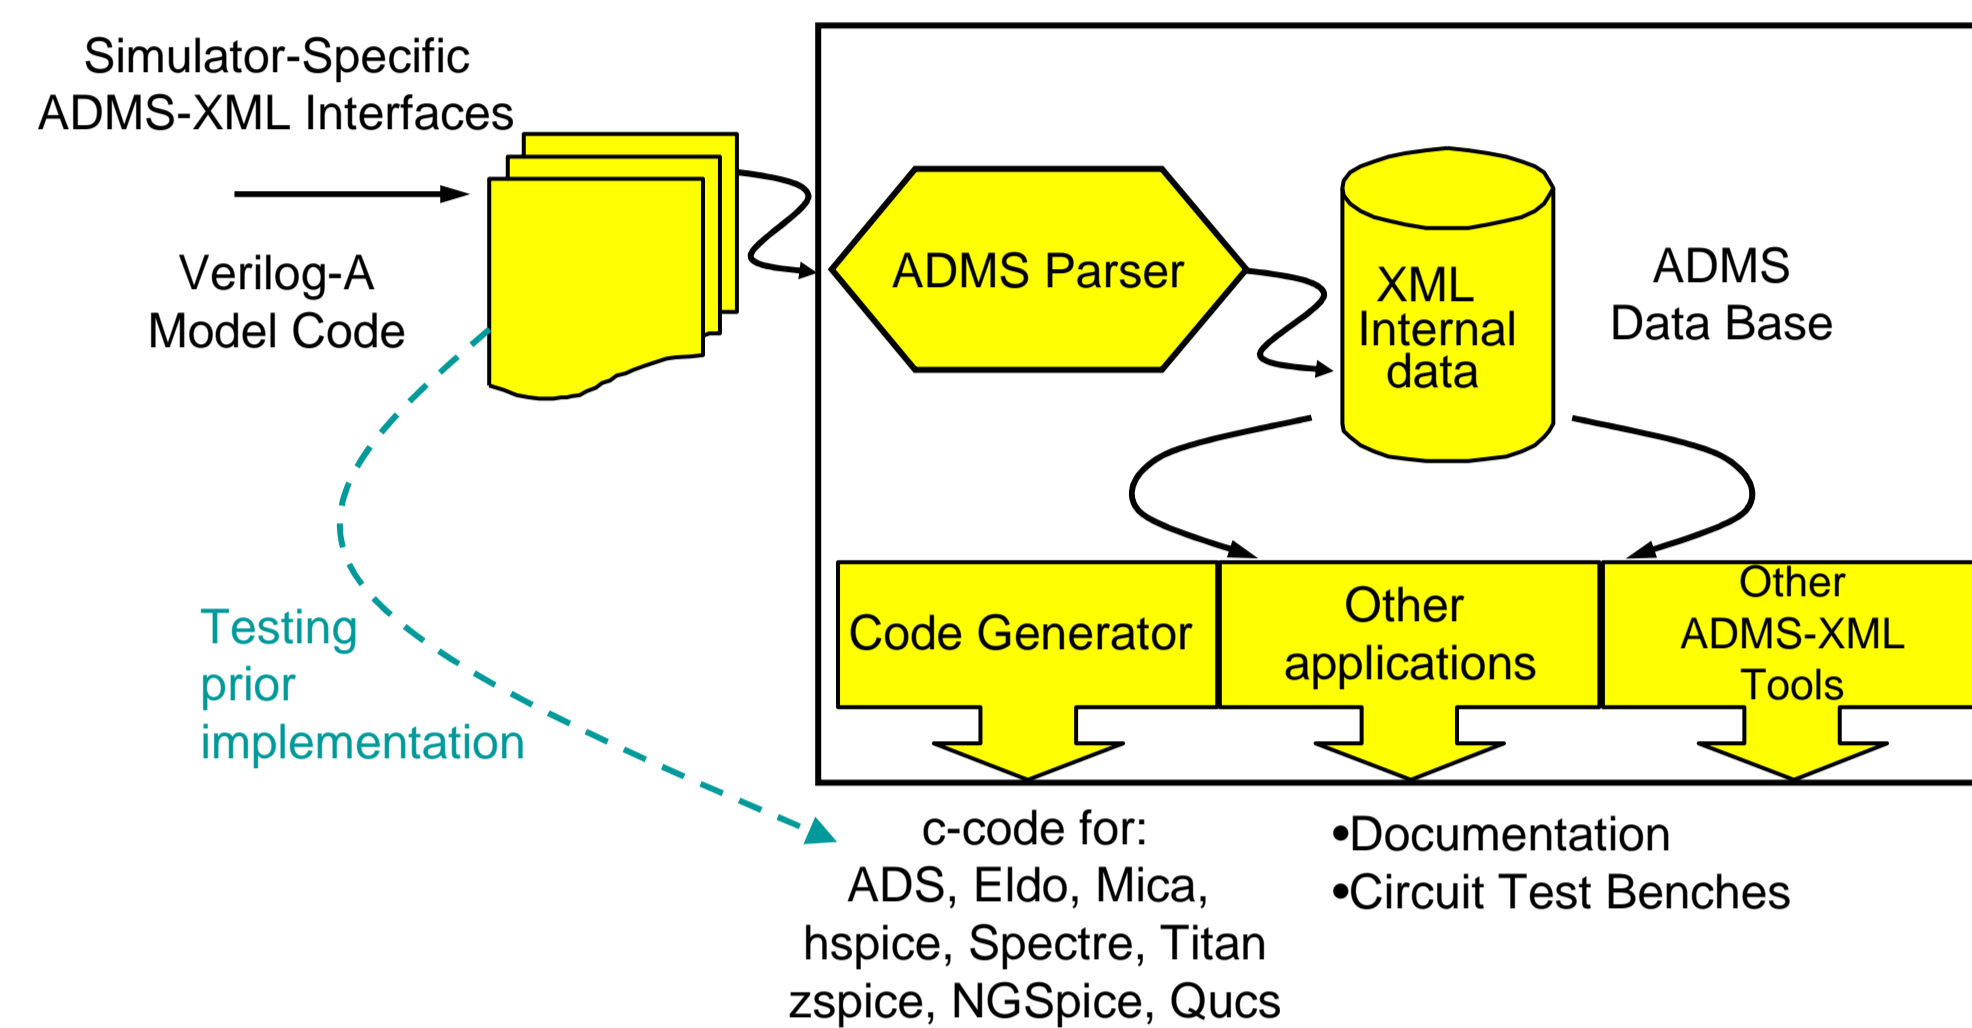 Simulator-Specific
ADMS-XML Interfaces
Verilog-A
Model Code
ADMS Parser
XML
Internal
data
ADMS
Data Base
Code Generator
Other
applications
Other
ADMS-XML
Tools
Testing
prior
implementation
c-code for:
ADS, Eldo, Mica,
hspice, Spectre, Titan
zspice, NGSpice, Qucs
•Documentation
•Circuit Test Benches